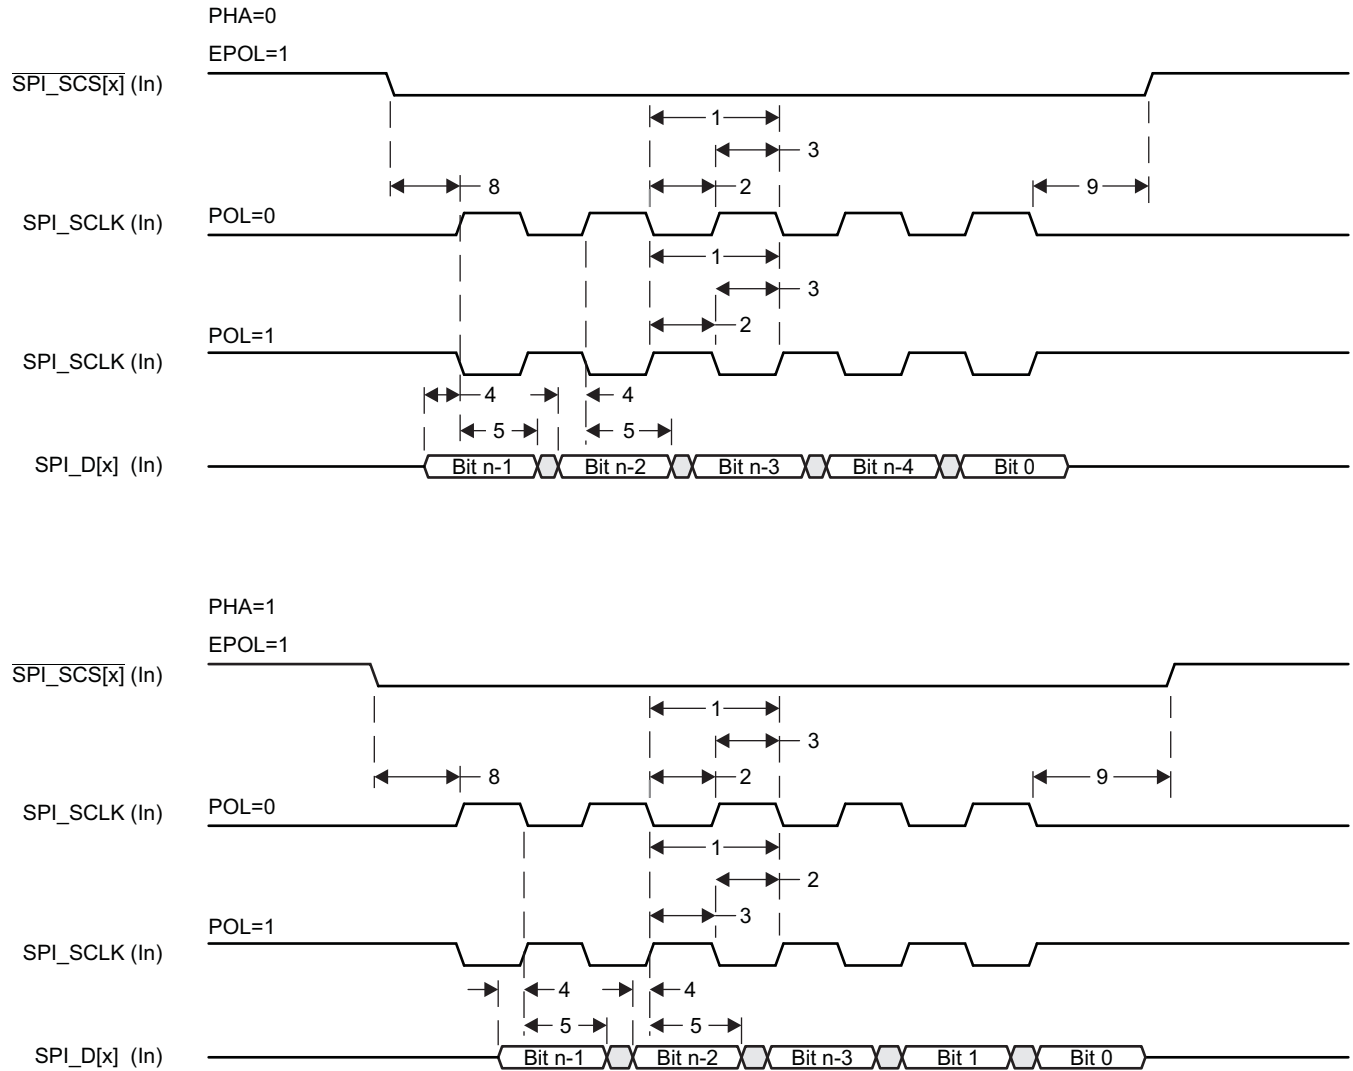 PHA=0
EPOL=1
SPI_SCS[x] (In)
1
3
8
2
9
POL=0
SPI_SCLK (In)
1
3
2
POL=1
SPI_SCLK (In)
4
4
5
5
SPI_D[x] (In)
Bit n-1
Bit n-2
Bit n-3
Bit n-4
Bit 0
PHA=1
EPOL=1
SPI_SCS[x] (In)
1
3
8
2
9
POL=0
SPI_SCLK (In)
1
2
3
POL=1
SPI_SCLK (In)
4
4
5
5
SPI_D[x] (In)
Bit n-1
Bit n-2
Bit n-3
Bit 1
Bit 0